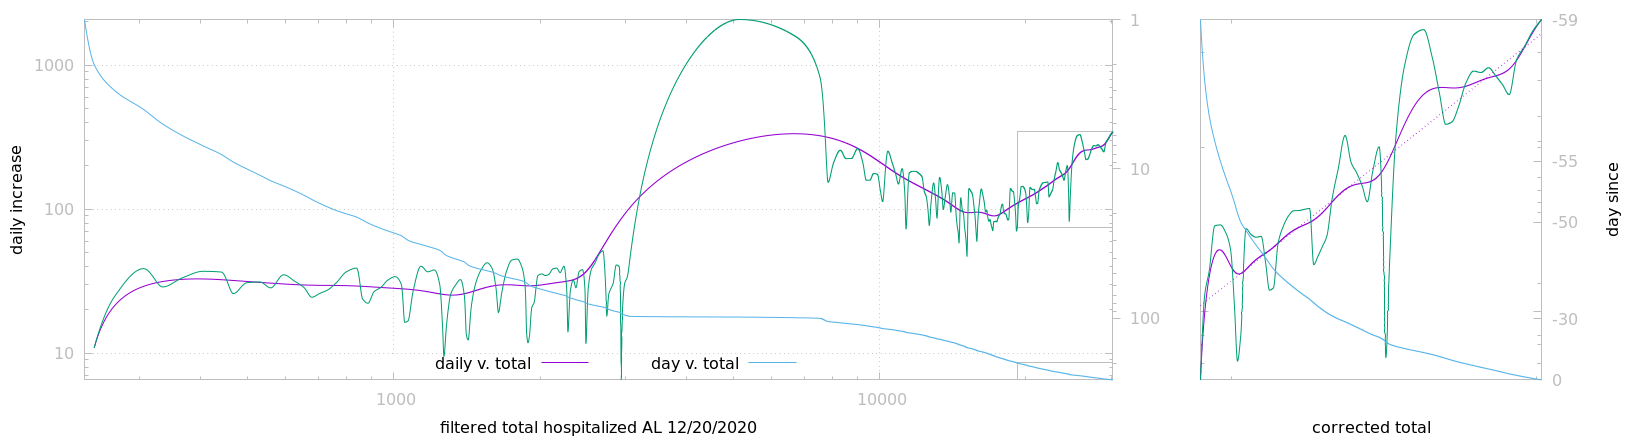 daily increase
1000
100
10
1000
10000
filtered total hospitalized AL 12/20/2020
daily v. total
day v. total
1
10
100
-59
-55
-50
-30
0
day since
corrected total